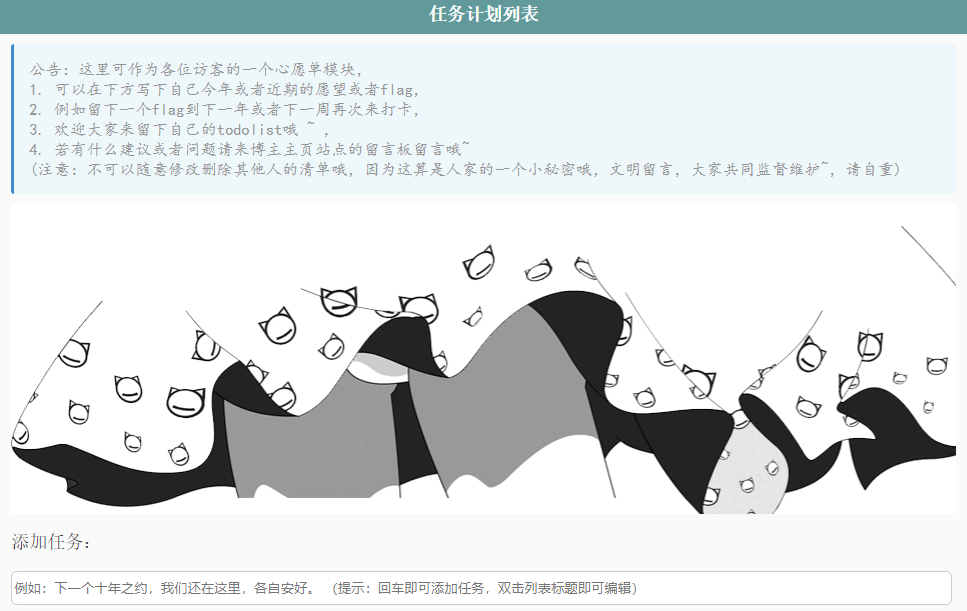 任务计划列表
公告：这里可作为各位访客的一个心愿单模块，
1. 可以在下方写下自己今年或者近期的愿望或者flag，
2. 例如留下一个flag到下一年或者下一周再次来打卡，
3. 欢迎大家来留下自己的todolist哦 ~ ，
4. 若有什么建议或者问题请来博主主页站点的留言板留言哦~
(注意：不可以随意修改删除其他人的清单哦，因为这算是人家的一个小秘密哦，文明留言，大家共同监督维护~，请自重)
添加任务：
例如：下一个十年之约，我们还在这里，各自安好。 （提示：回车即可添加任务，双击列表标题即可编辑）